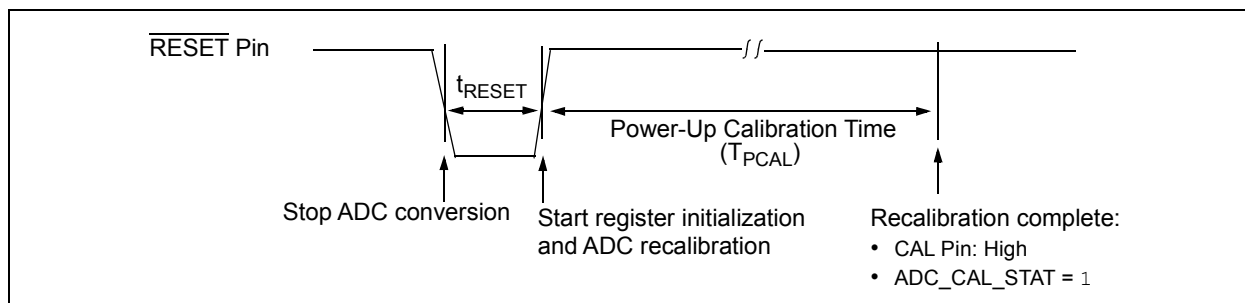 RESET Pin
tRESET
Power-Up Calibration Time
(TPCAL)
Stop ADC conversion
Start register initialization
and ADC recalibration
Recalibration complete:
• CAL Pin: High
• ADC_CAL_STAT = 1